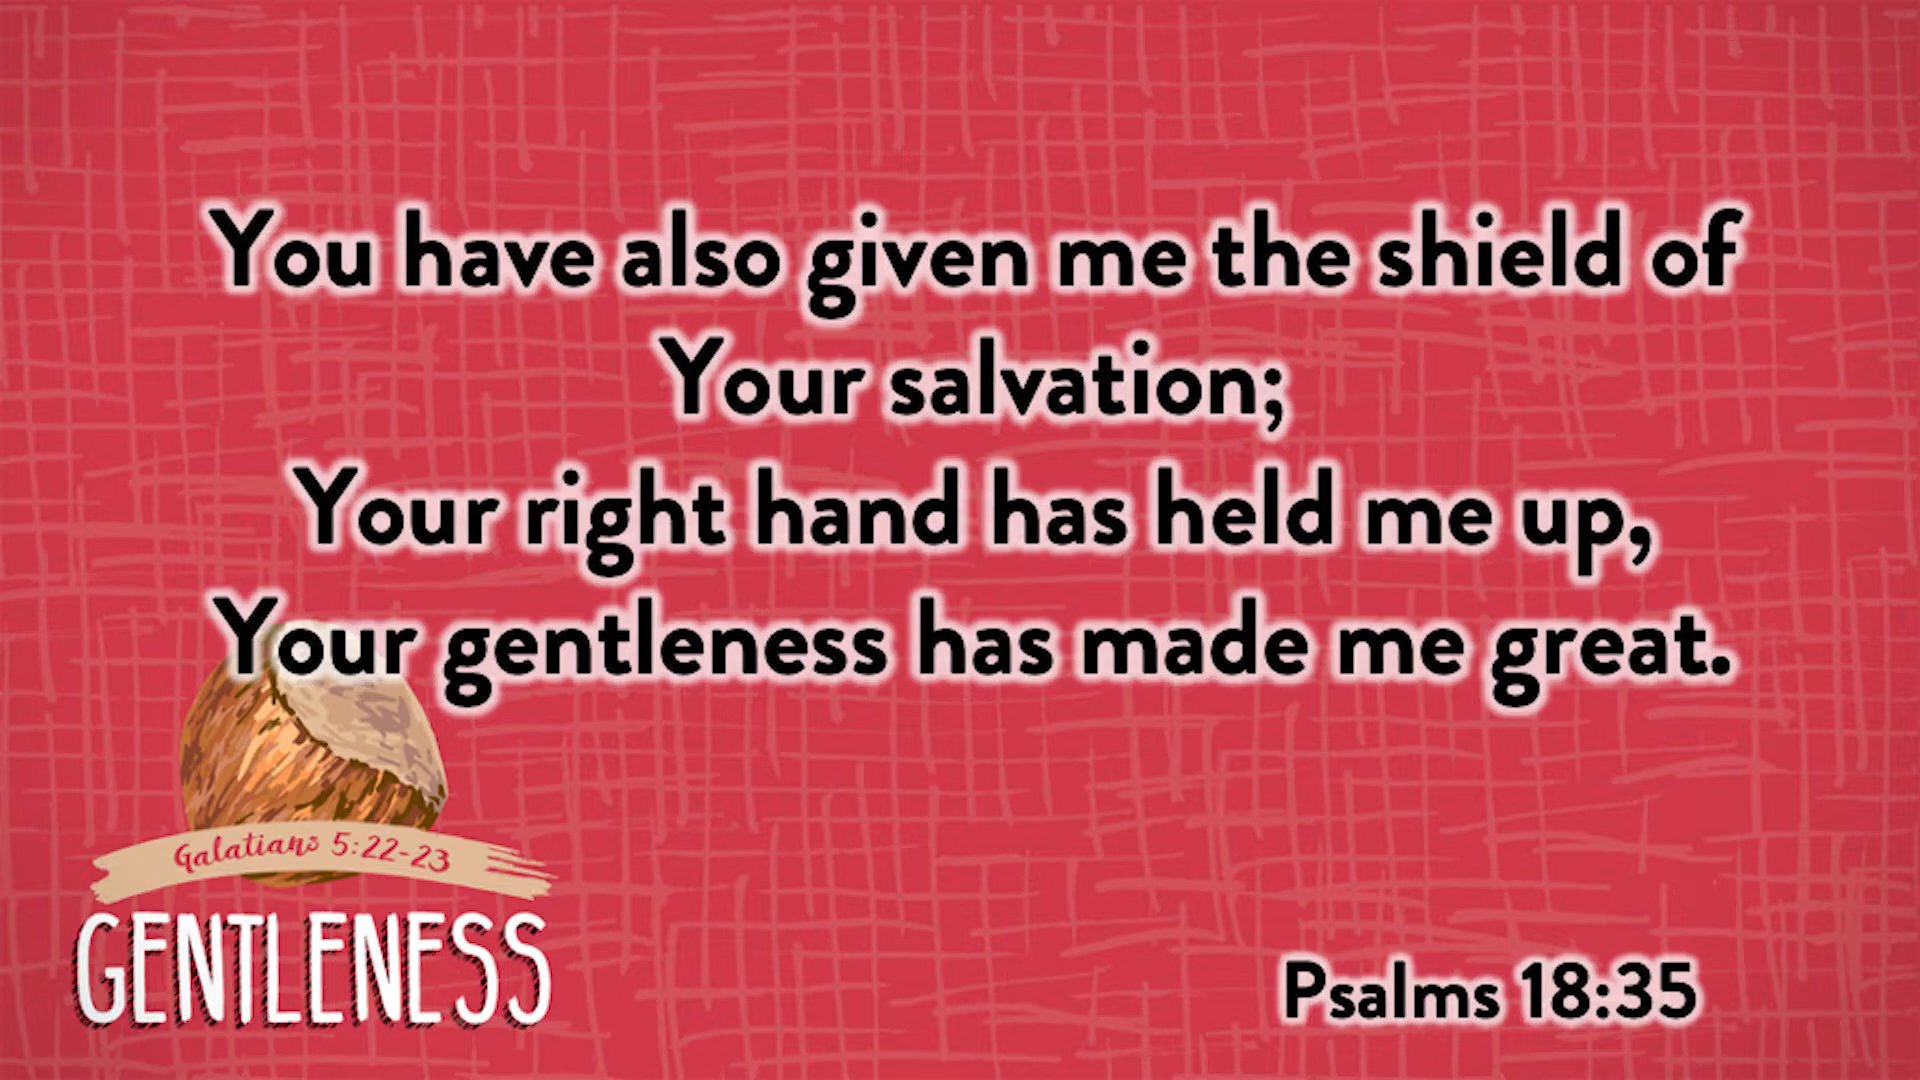 You have also given me the shield of
Your salvation;
Your right hand has held me up,
Your gentleness has made me great.
Galatians 5:22-23
GENTLENESS
Psalms 18:35